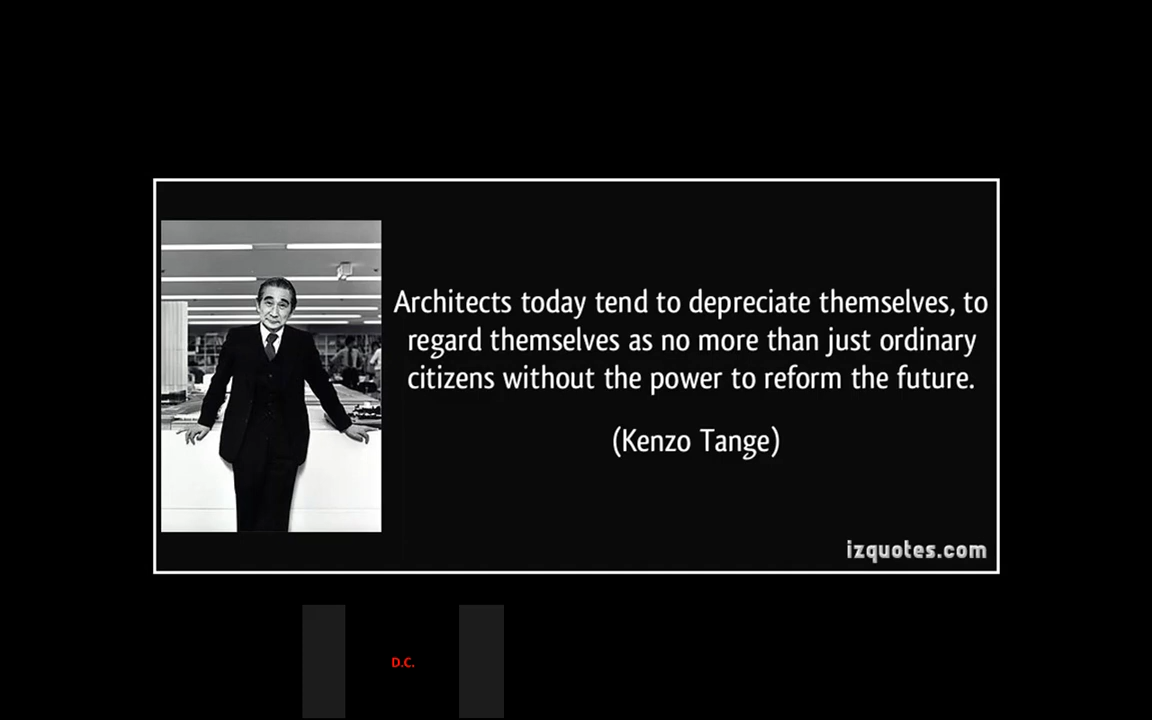 Architects today tend to depreciate themselves, to
regard themselves as no more than just ordinary
citizens without the power to reform the future.
(Kenzo Tange)
izquotes.com
D.C.